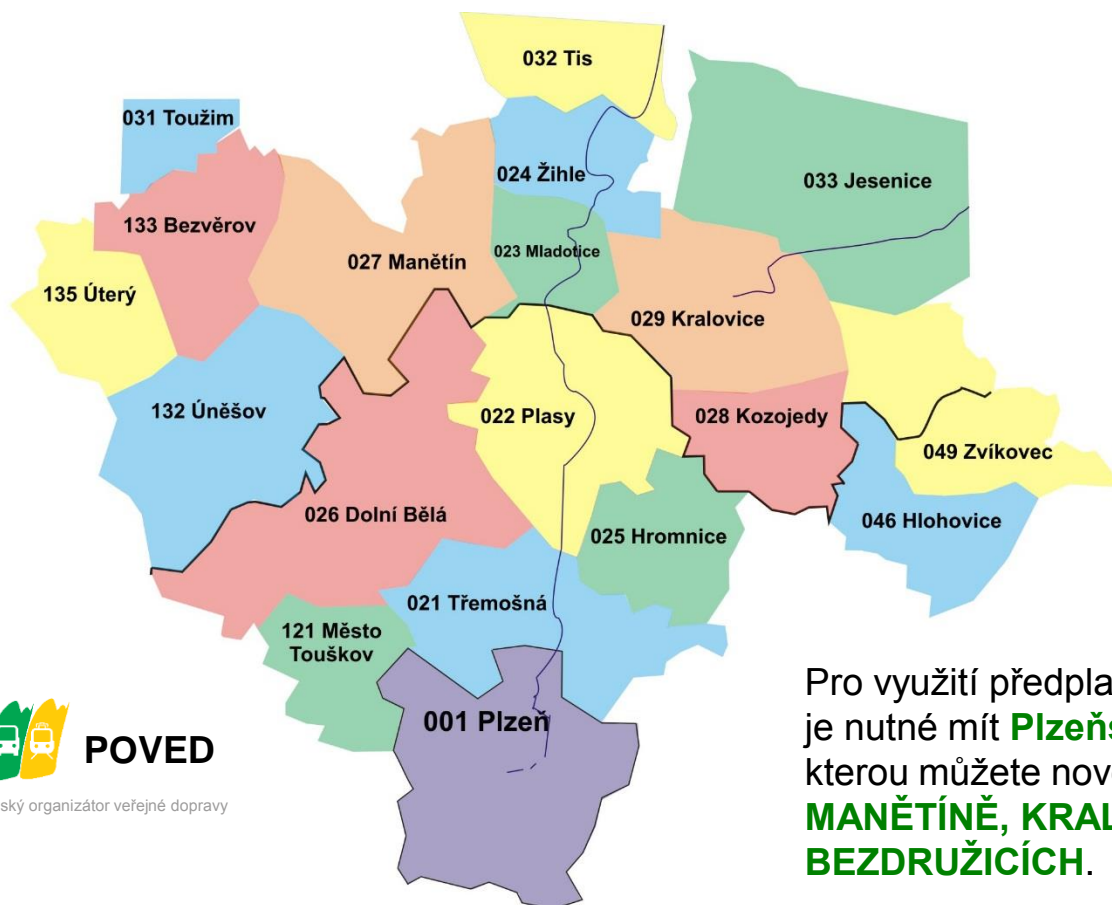 032 Tis
031 Toužim
024 Žihle
033 Jesenice
133 Bezvěrov
023 Mladotice
027 Manětín
135 Úterý
029 Kralovice
132 Úněšov
022 Plasy
028 Kozojedy
049 Zvíkovec
026 Dolní Bělá
046 Hlohovice
025 Hromnice
021 Třemošná
121 Město
Touškov
001 Plzeň
POVED
ský organizátor veřejné dopravy
Pro využití předpla
je nutné mít Plzeňs
kterou můžete nov
MANĚTÍNĚ, KRAL
BEZDRUŽICÍCH.